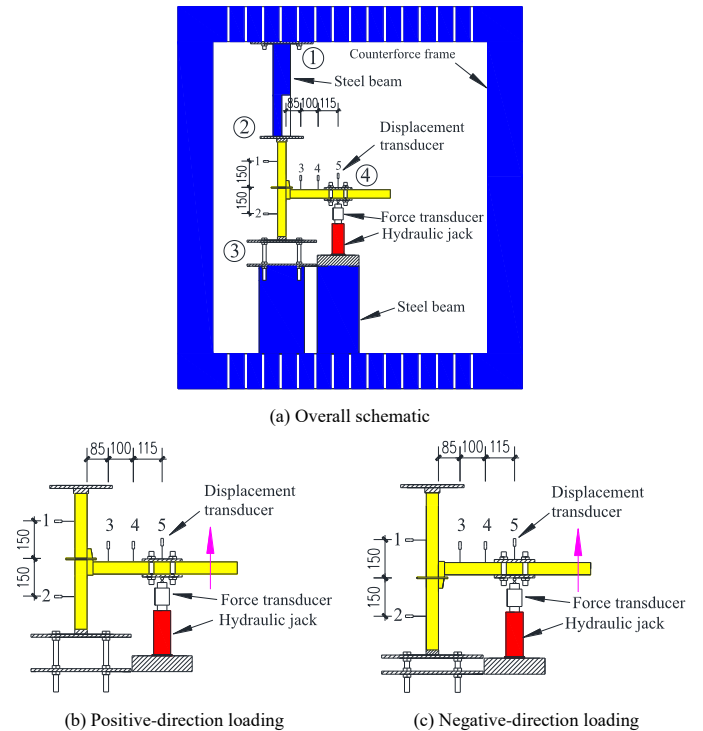 ①
Counterforce frame
Steel beam
85 100 115
②
Displacement
transducer
1
3 4 5 ④
150
150
2
Force transducer
Hydraulic jack
③
Steel beam
(a) Overall schematic
85 100 115
Displacement
transducer
1
3 4 5
150
150
2
Force transducer
Hydraulic jack
(b) Positive-direction loading
85 100 115
Displacement
transducer
3 4 5
1
150
150
2
Force transducer
Hydraulic jack
(c) Negative-direction loading